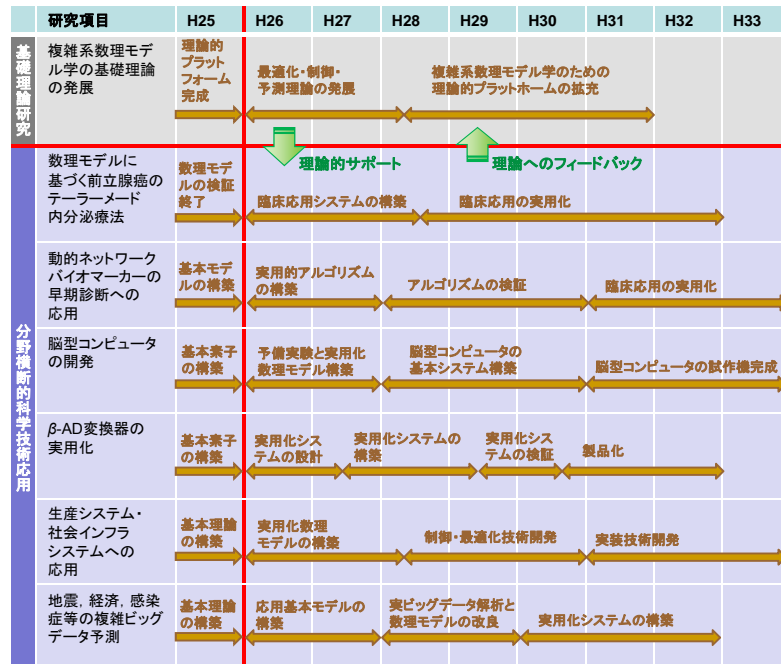 研究項目 H25 H26 H27 H28 H29 H30 H31 H32 H33
基礎理論研究
複雑系数理モデ
ル学の基礎理論
の発展
理論的
プラット
フォーム
完成
最適化・制御・
予測理論の発展
複雑系数理モデル学のための
理論的プラットホームの拡充
理論的サポート
理論へのフィードバック
分野横断的科学技術応用
数理モデルに
基づく前立腺癌の
テーラーメード
内分泌療法
数理モデ
ルの検証
終了
臨床応用システムの構築
臨床応用の実用化
動的ネットワーク
バイオマーカーの
早期診断への
応用
基本モデ
ルの構築
実用的アルゴリズム
の構築
アルゴリズムの検証
臨床応用の実用化
脳型コンピュータ
の開発
基本素子
の構築
予備実験と実用化
数理モデル構築
脳型コンピュータの
基本システム構築
脳型コンピュータの試作機完成
β-AD変換器の
実用化
基本素子
の構築
実用化シス
テムの設計
実用化システムの
構築
実用化シス
テムの検証
製品化
生産システム・
社会インフラ
システムへの
応用
基本理論
の構築
実用化数理
モデルの構築
制御・最適化技術開発
実装技術開発
地震，経済，感染
症等の複雑ビッグ
データ予測
基本理論
の構築
応用基本モデルの
構築
実ビッグデータ解析と
数理モデルの改良
実用化システムの構築